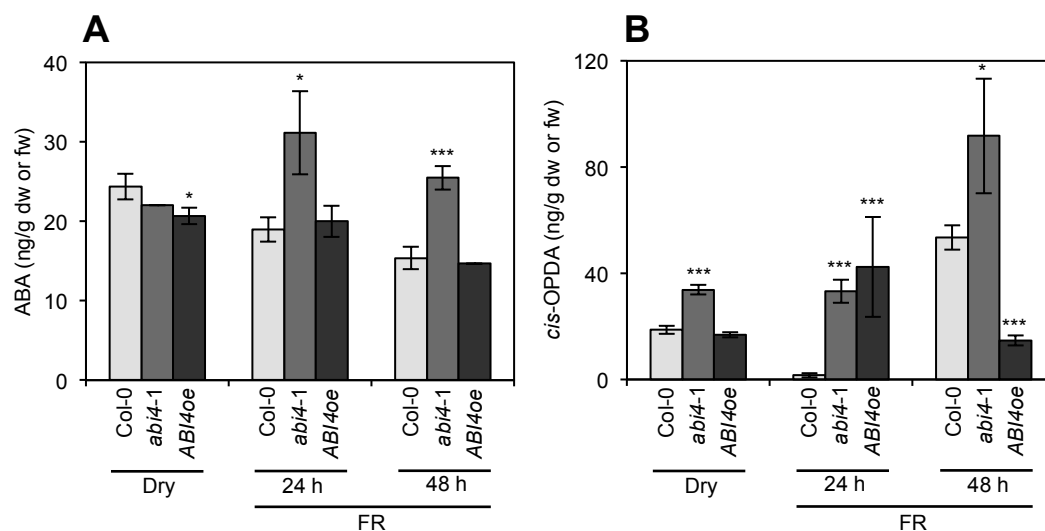 A
ABA (ng/g dw or fw)
40
30
20
10
0
*
*
***
Col-0
abi4-1
ABI4oe
Col-0
abi4-1
ABI4oe
Col-0
abi4-1
ABI4oe
Dry
24 h
48 h
FR
B
cis-OPDA (ng/g dw or fw)
120
80
40
0
***
***
***
*
***
Col-0
abi4-1
ABI4oe
Col-0
abi4-1
ABI4oe
Col-0
abi4-1
ABI4oe
Dry
24 h
48 h
FR